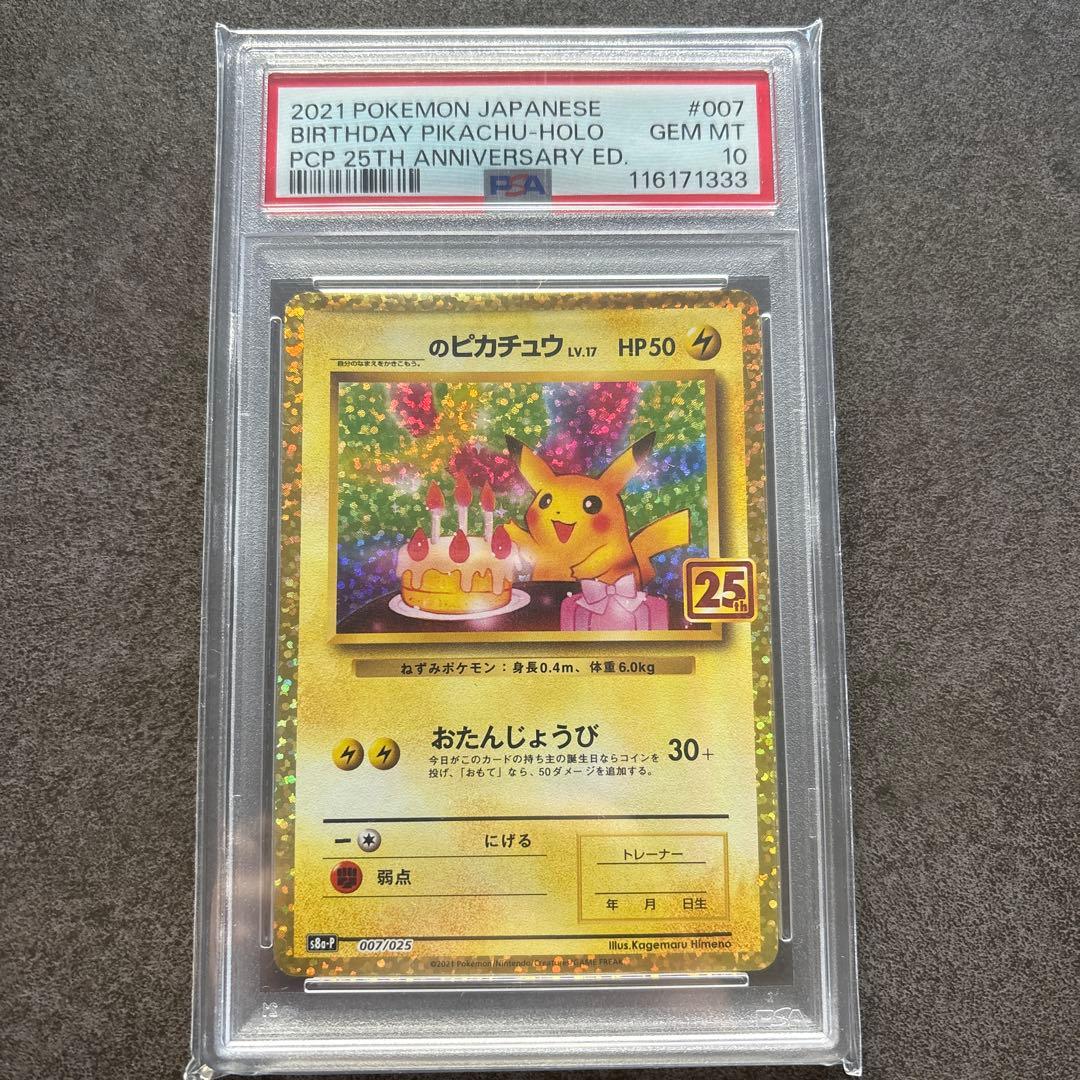 2021 POKEMON JAPANESE #007
BIRTHDAY PIKACHU-HOLO GEM MT
PCP 25TH ANNIVERSARY ED. 10
PSA 116171333
のピカチュウ LV.17 HP50
自分のなまえをかきこもう。
25th
ねずみポケモン：身長0.4m、体重6.0kg
おたんじょうび
30+
今日がこのカードの持ち主の誕生日ならコインを
投げ、「おもて」なら、50ダメージを追加する。
ー にげる
弱点
トレーナー
年 月 日生
s8a-P 007/025
Illus.Kagemaru Himeno
©2021 Pokémon/Nintendo/Creatures/GAME FREAK
PSA